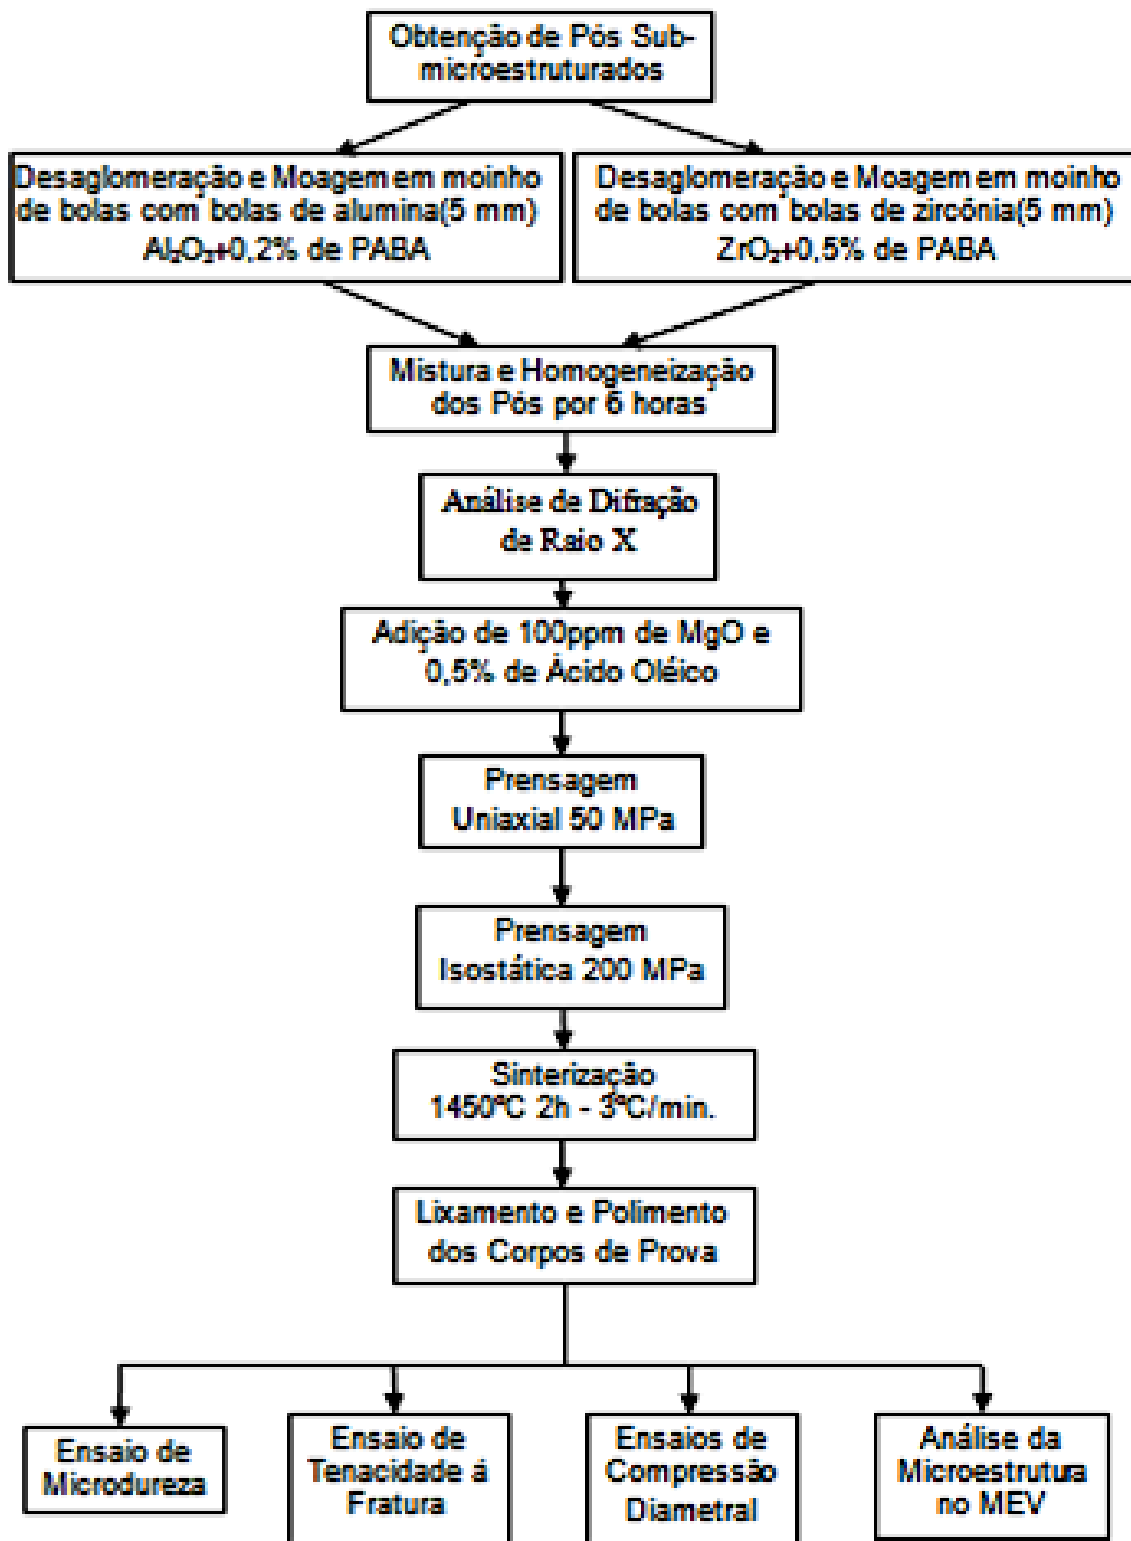 Obtenção de Pós Sub-
microestruturados
Desaglomeração e Moagem em moinho
de bolas com bolas de alumina(5 mm)
Al₂O₃+0,2% de PABA
Desaglomeração e Moagem em moinho
de bolas com bolas de zircónia(5 mm)
ZrO₂+0,5% de PABA
Mistura e Homogeneização
dos Pós por 6 horas
Análise de Difração
de Raio X
Adição de 100ppm de MgO e
0,5% de Ácido Oléico
Prensagem
Uniaxial 50 MPa
Prensagem
Isostática 200 MPa
Sinterização
1450ºC 2h - 3ºC/min.
Lixamento e Polimento
dos Corpos de Prova
Ensaio de
Microdureza
Ensaio de
Tenacidade á
Fratura
Ensaios de
Compressão
Diametral
Análise da
Microestrutura
no MEV